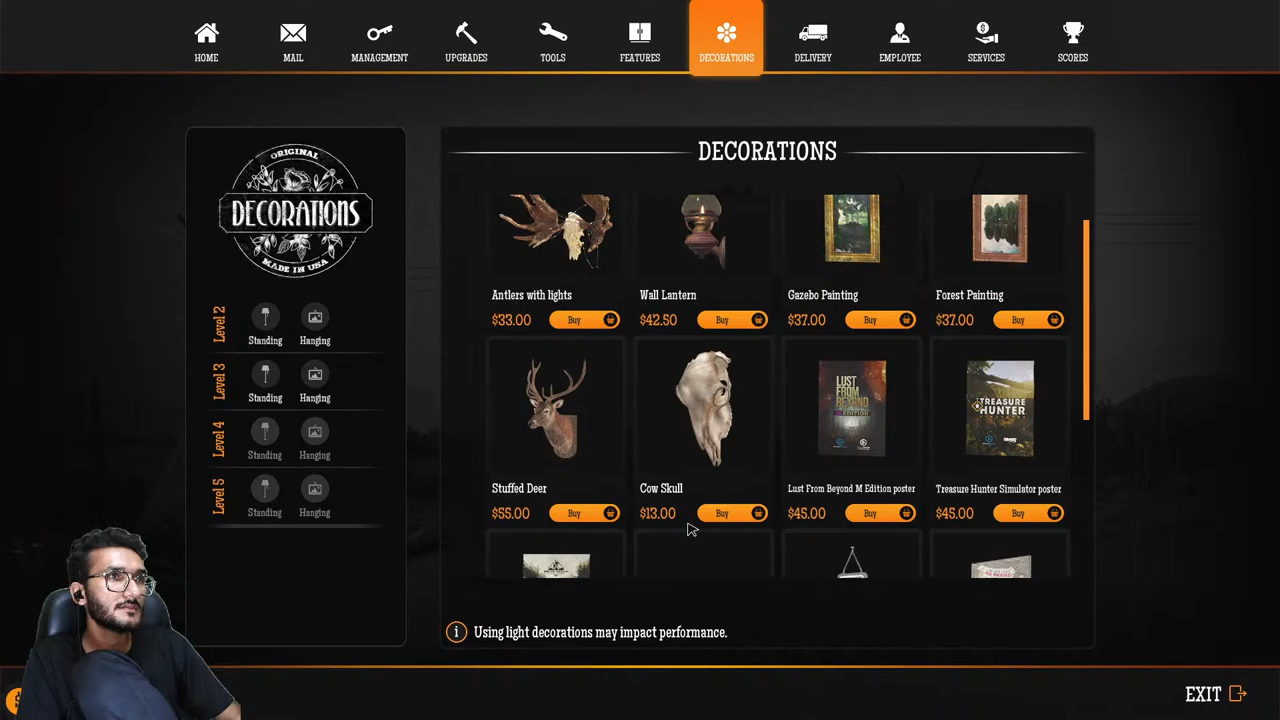 HOME
MAIL
MANAGEMENT
UPGRADES
TOOLS
FEATURES
DECORATIONS
DELIVERY
EMPLOYEE
SERVICES
SCORES
ORIGINAL
DECORATIONS
MADE IN USA
Level 2
Standing
Hanging
Level 3
Standing
Hanging
Level 4
Standing
Hanging
Level 5
Standing
Hanging
DECORATIONS
Antlers with lights
$33.00 Buy
Wall Lantern
$42.50 Buy
Gazebo Painting
$37.00 Buy
Forest Painting
$37.00 Buy
Stuffed Deer
$55.00 Buy
Cow Skull
$13.00 Buy
LUST
FROM
BEYOND
EDITION
Lust From Beyond M Edition poster
$45.00 Buy
TREASURE
HUNTER
Treasure Hunter Simulator poster
$45.00 Buy
Using light decorations may impact performance.
EXIT